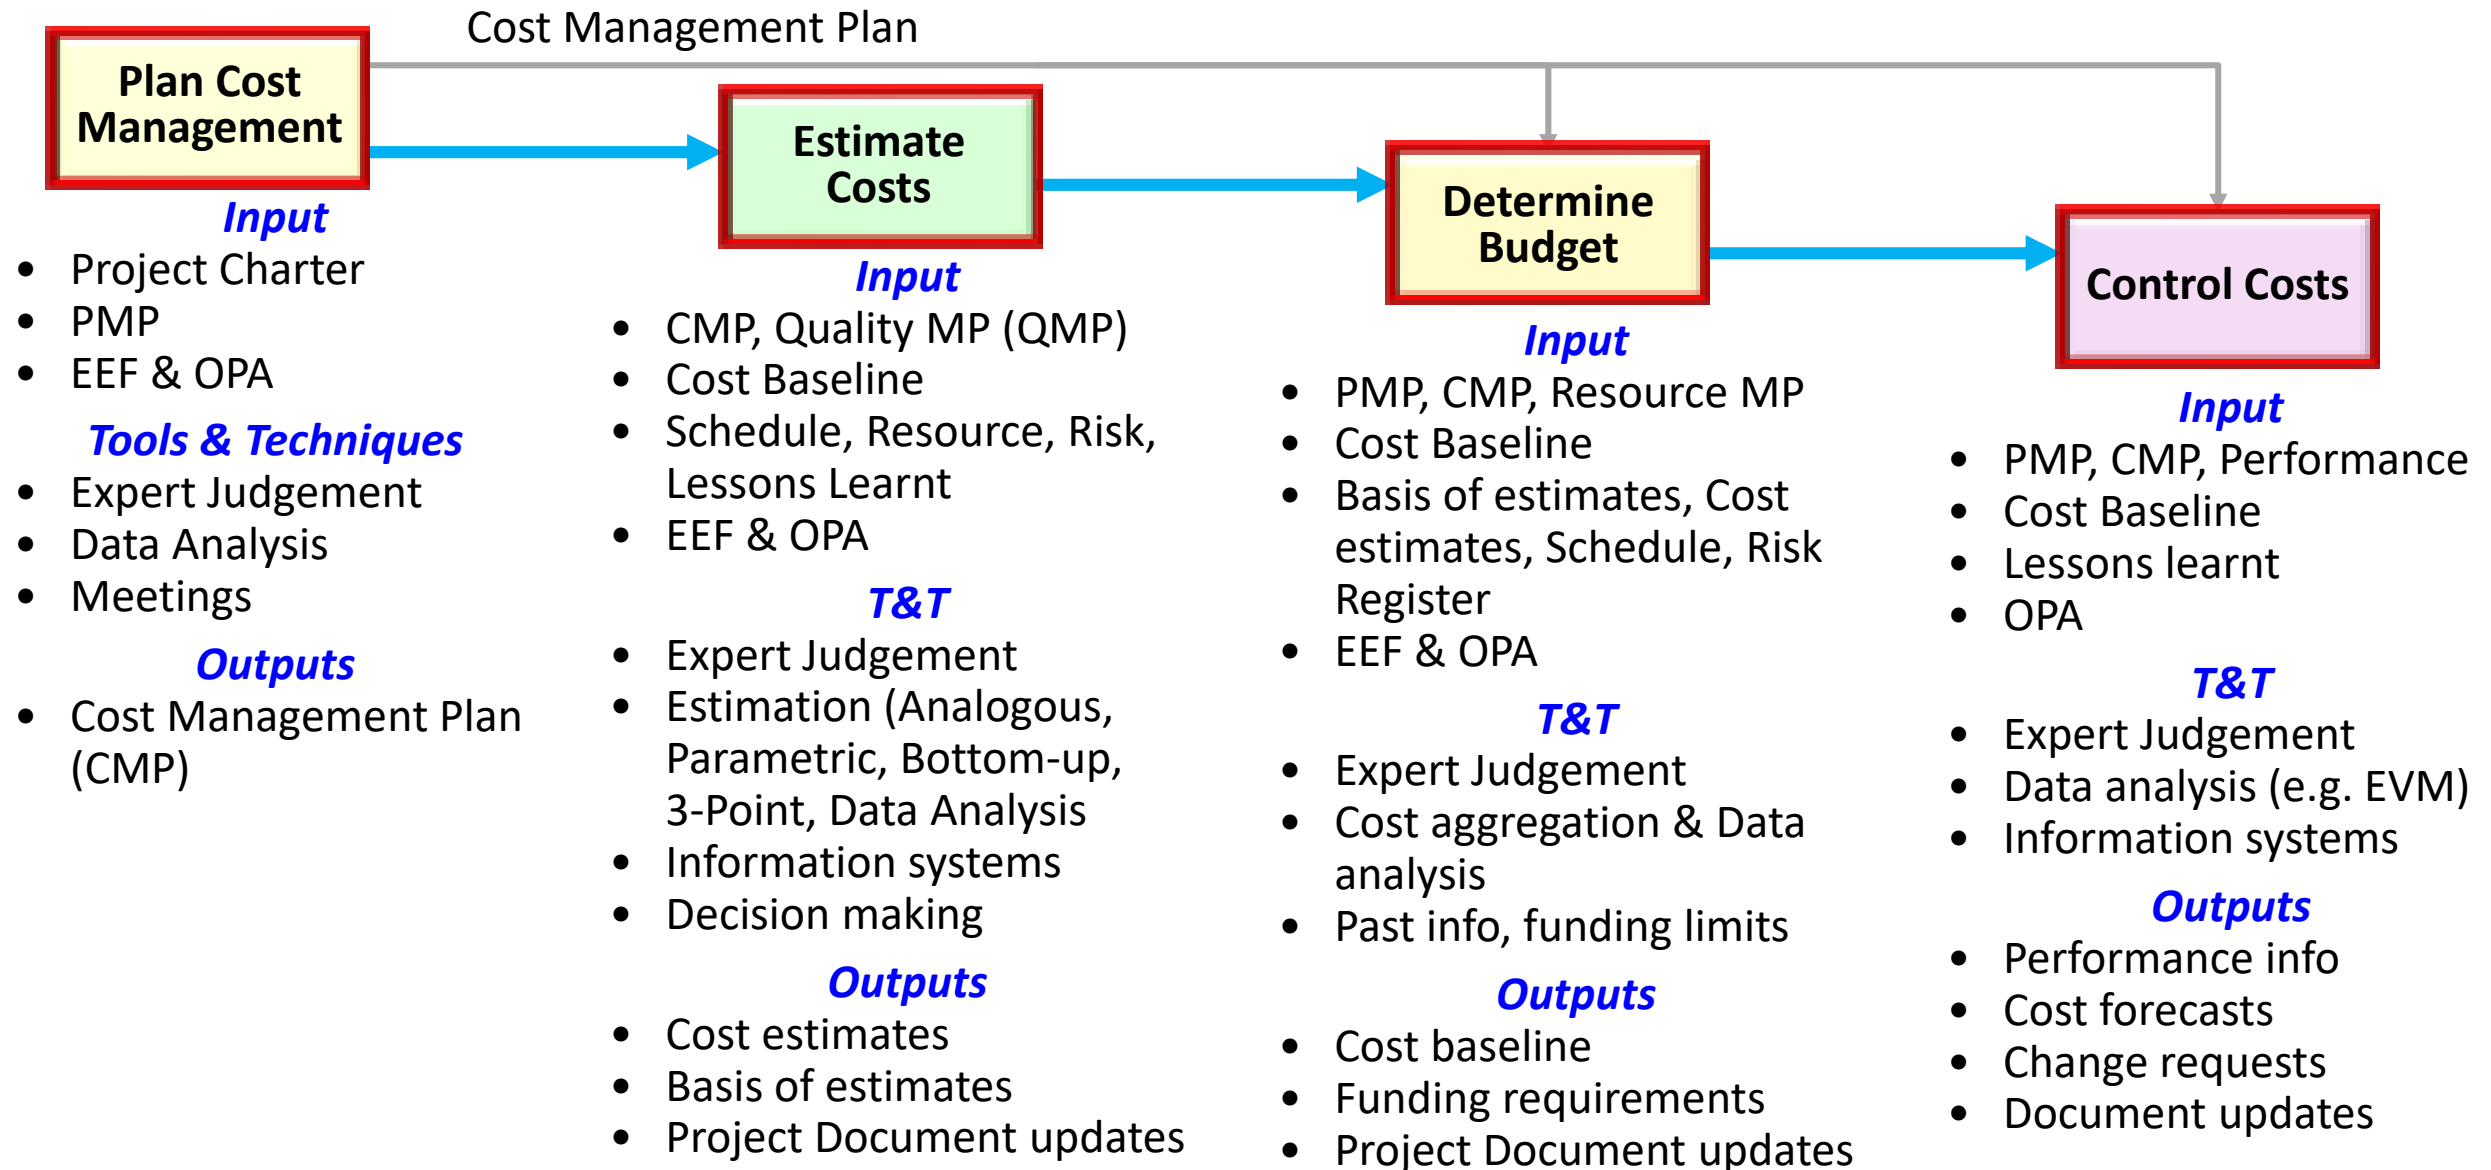 Cost Management Plan
Plan Cost
Management
Input
• Project Charter
• PMP
• EEF & OPA
Tools & Techniques
• Expert Judgement
• Data Analysis
• Meetings
Outputs
• Cost Management Plan
(CMP)
Estimate
Costs
Input
• CMP, Quality MP (QMP)
• Cost Baseline
• Schedule, Resource, Risk,
Lessons Learnt
• EEF & OPA
T&T
• Expert Judgement
• Estimation (Analogous,
Parametric, Bottom-up,
3-Point, Data Analysis
• Information systems
• Decision making
Outputs
• Cost estimates
• Basis of estimates
• Project Document updates
Determine
Budget
Input
• PMP, CMP, Resource MP
• Cost Baseline
• Basis of estimates, Cost
estimates, Schedule, Risk
Register
• EEF & OPA
T&T
• Expert Judgement
• Cost aggregation & Data
analysis
• Past info, funding limits
Outputs
• Cost baseline
• Funding requirements
• Project Document updates
Control Costs
Input
• PMP, CMP, Performance
• Cost Baseline
• Lessons learnt
• OPA
T&T
• Expert Judgement
• Data analysis (e.g. EVM)
• Information systems
Outputs
• Performance info
• Cost forecasts
• Change requests
• Document updates